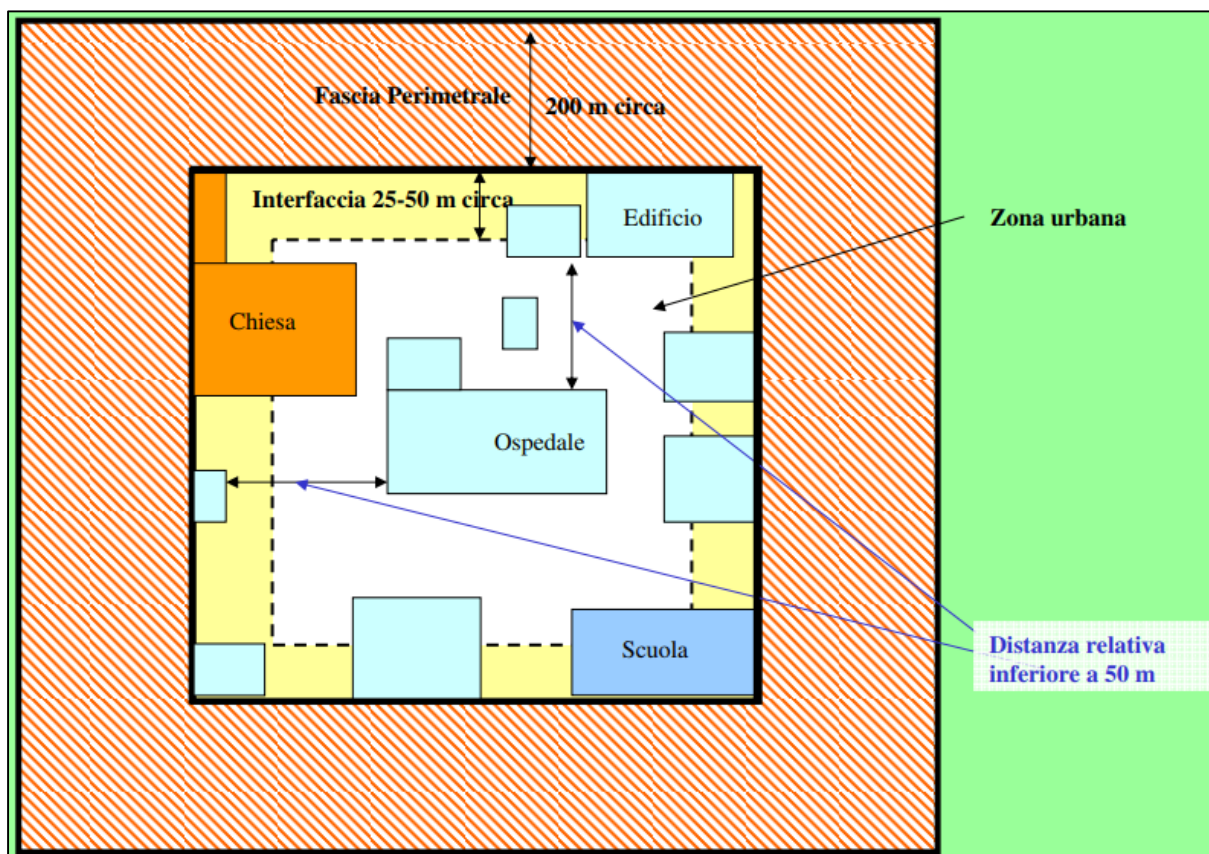 Fascia Perimetrale
200 m circa
Interfaccia 25-50 m circa
Edificio
Zona urbana
Chiesa
Ospedale
Scuola
Distanza relativa
inferiore a 50 m